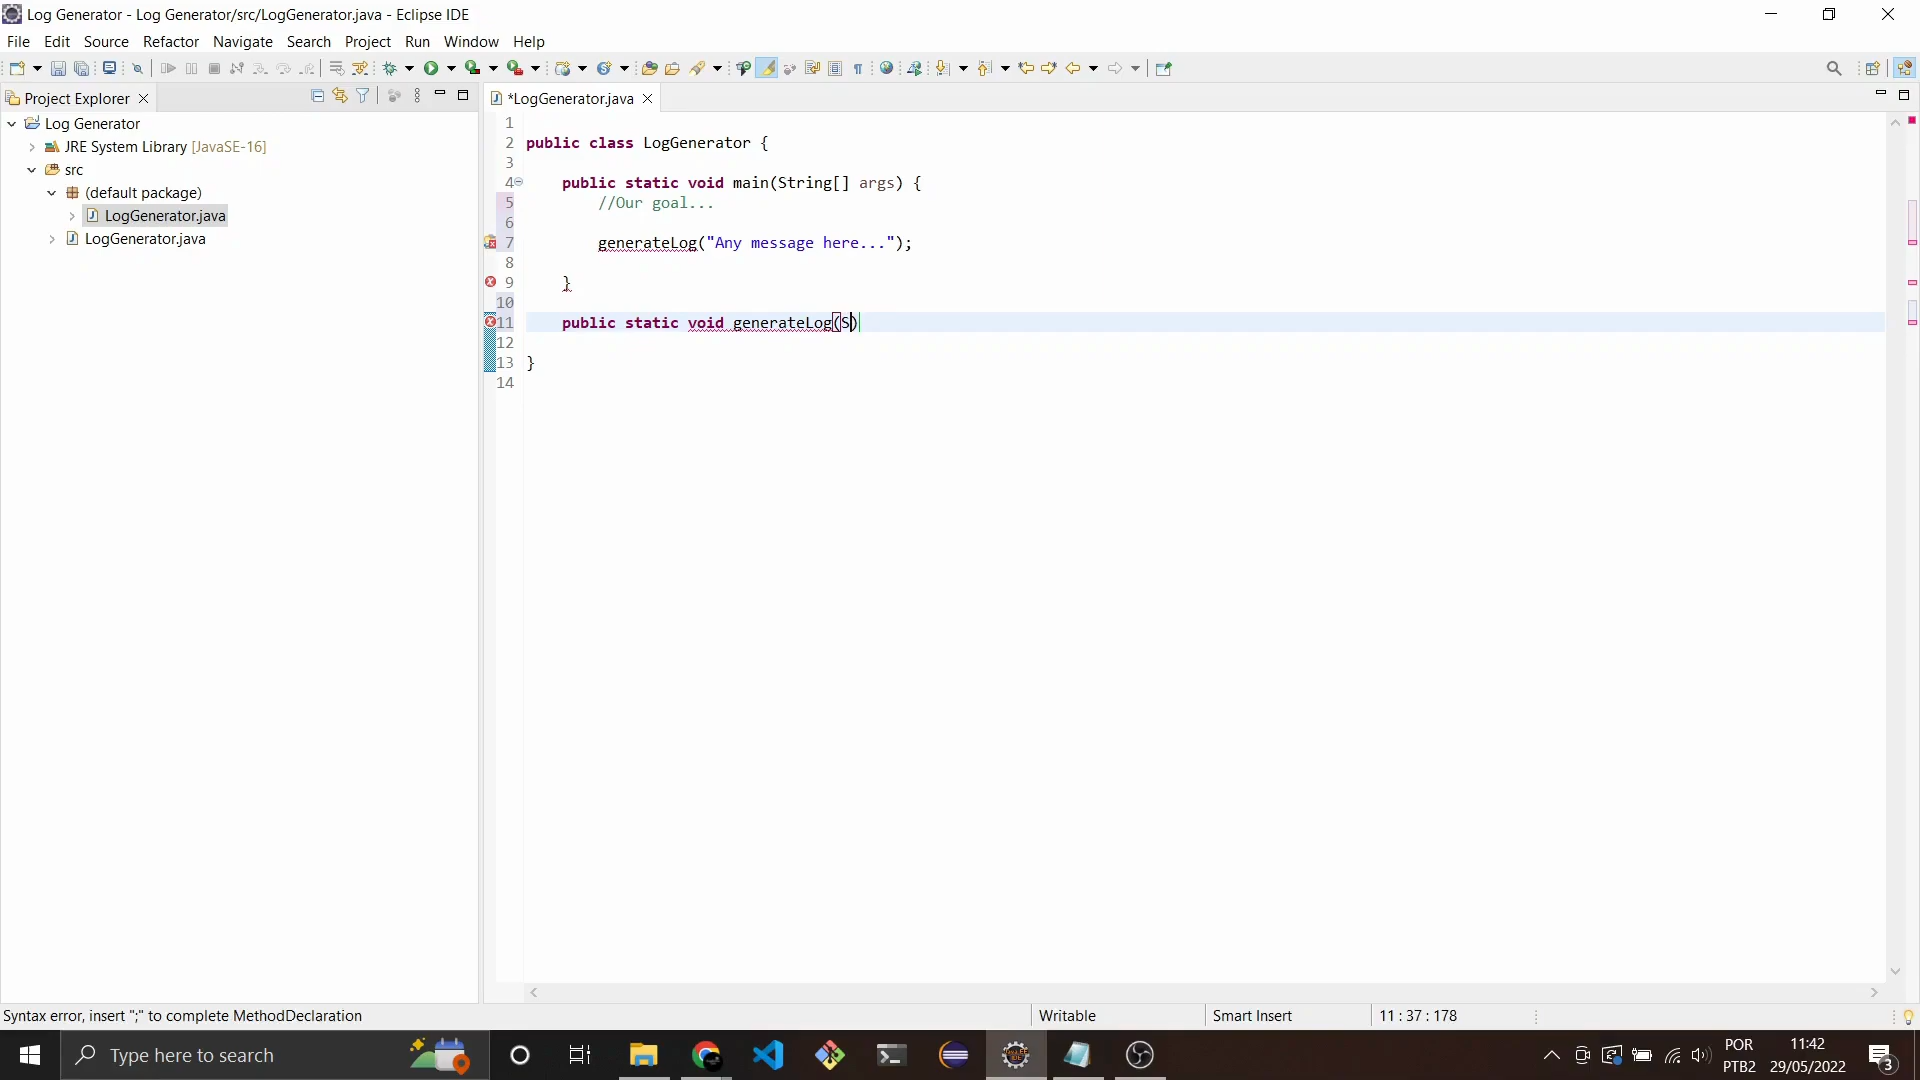 Log Generator - Log Generator/src/LogGenerator.java - Eclipse IDE
File Edit Source Refactor Navigate Search Project Run Window Help
Project Explorer
*LogGenerator.java
Log Generator
JRE System Library [JavaSE-16]
src
(default package)
LogGenerator.java
LogGenerator.java
1
2 public class LogGenerator {
3
4 public static void main(String[] args) {
5 //Our goal...
6
7 generateLog("Any message here...");
8
9 }
10
11 public static void generateLog(S)
12
13 }
14
Syntax error, insert ";" to complete MethodDeclaration Writable Smart Insert 11 : 37 : 178
Type here to search
POR
PTB2
11:42
29/05/2022
3